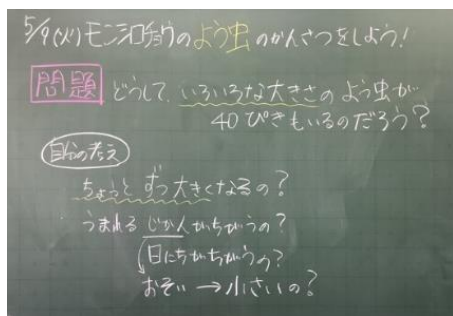 5/9(火)モンシロチョウのよう虫のかんさつをしよう!
問題 どうして、いろいろな大きさのよう虫が
40ぴきもいるのだろう?
自分の考え
ちょっとずつ大きくなるの?
うまれるじかんがちがうの?
日にちがちがうの?
おそい→小さいの?